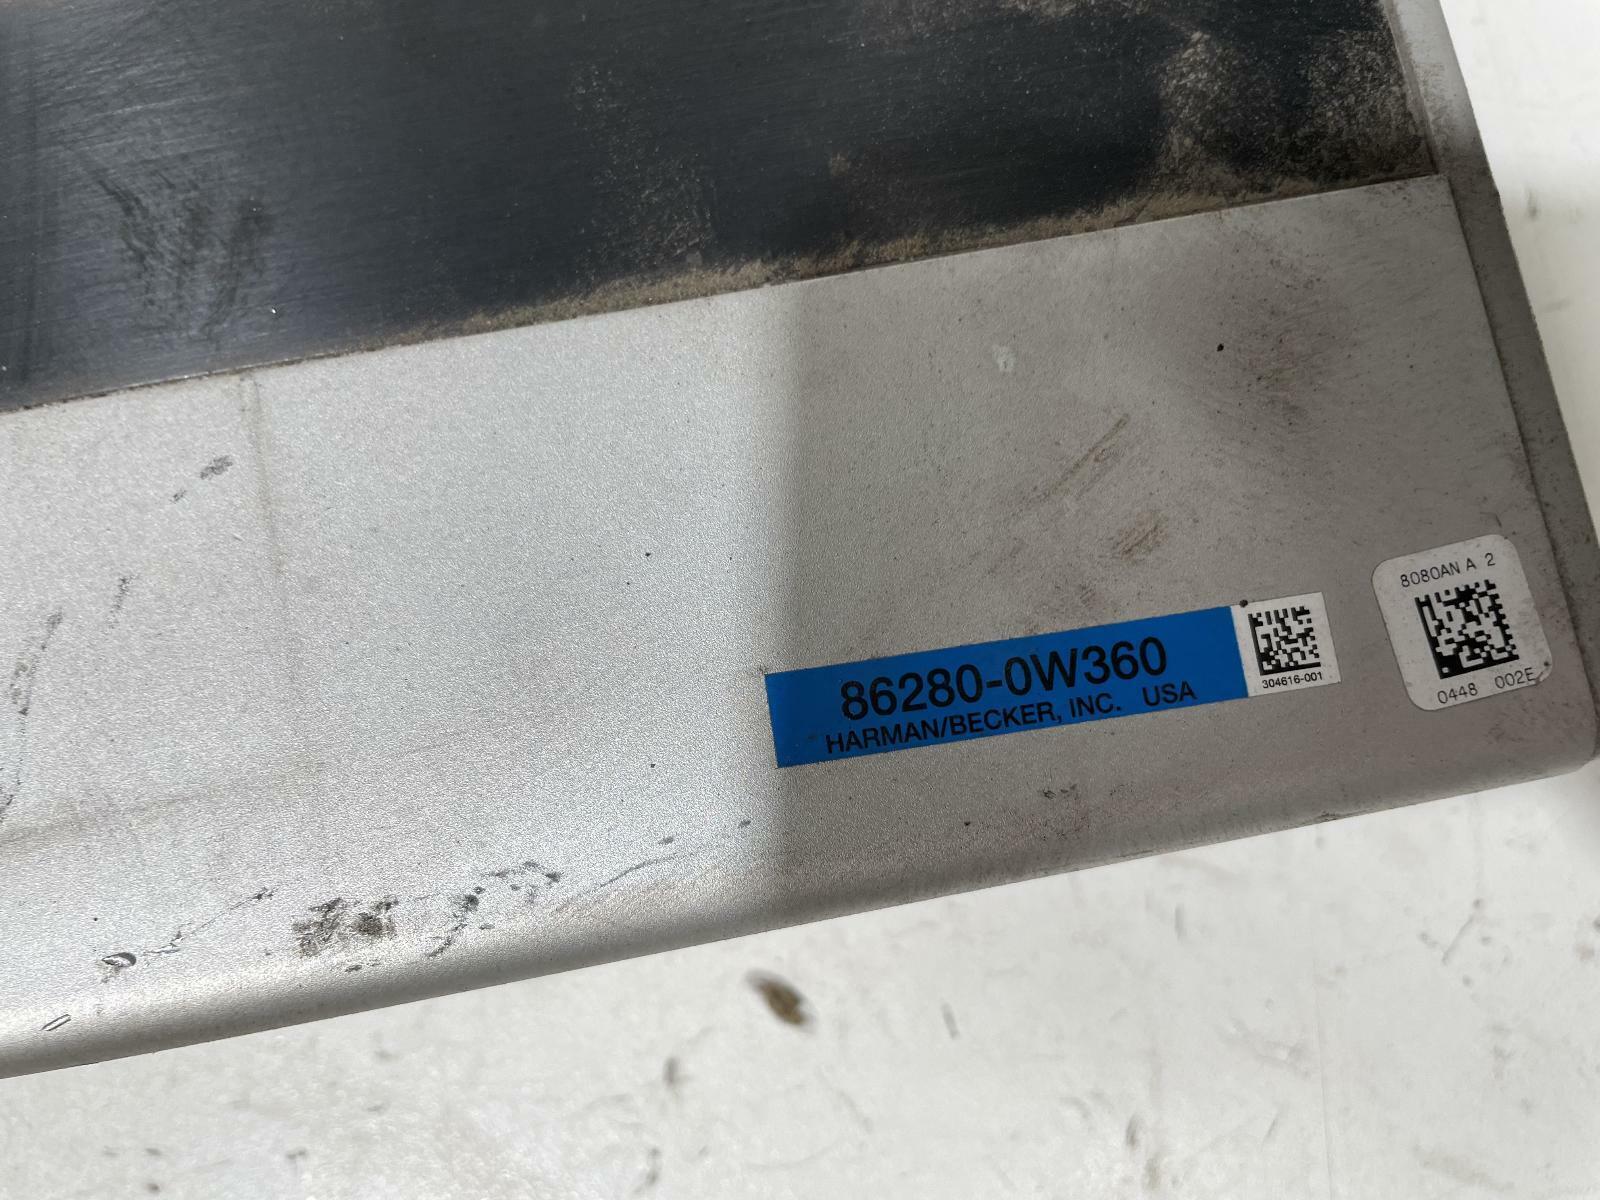 86280-0W360
HARMAN/BECKER, INC. USA
304616-001
8080AN A 2
0448 002E